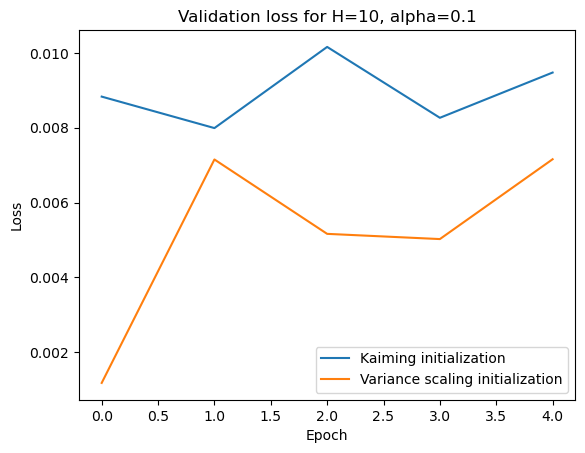 Validation loss for H=10, alpha=0.1
0.010
0.008
0.006
0.004
0.002
Loss
Kaiming initialization
Variance scaling initialization
0.0 0.5 1.0 1.5 2.0 2.5 3.0 3.5 4.0
Epoch